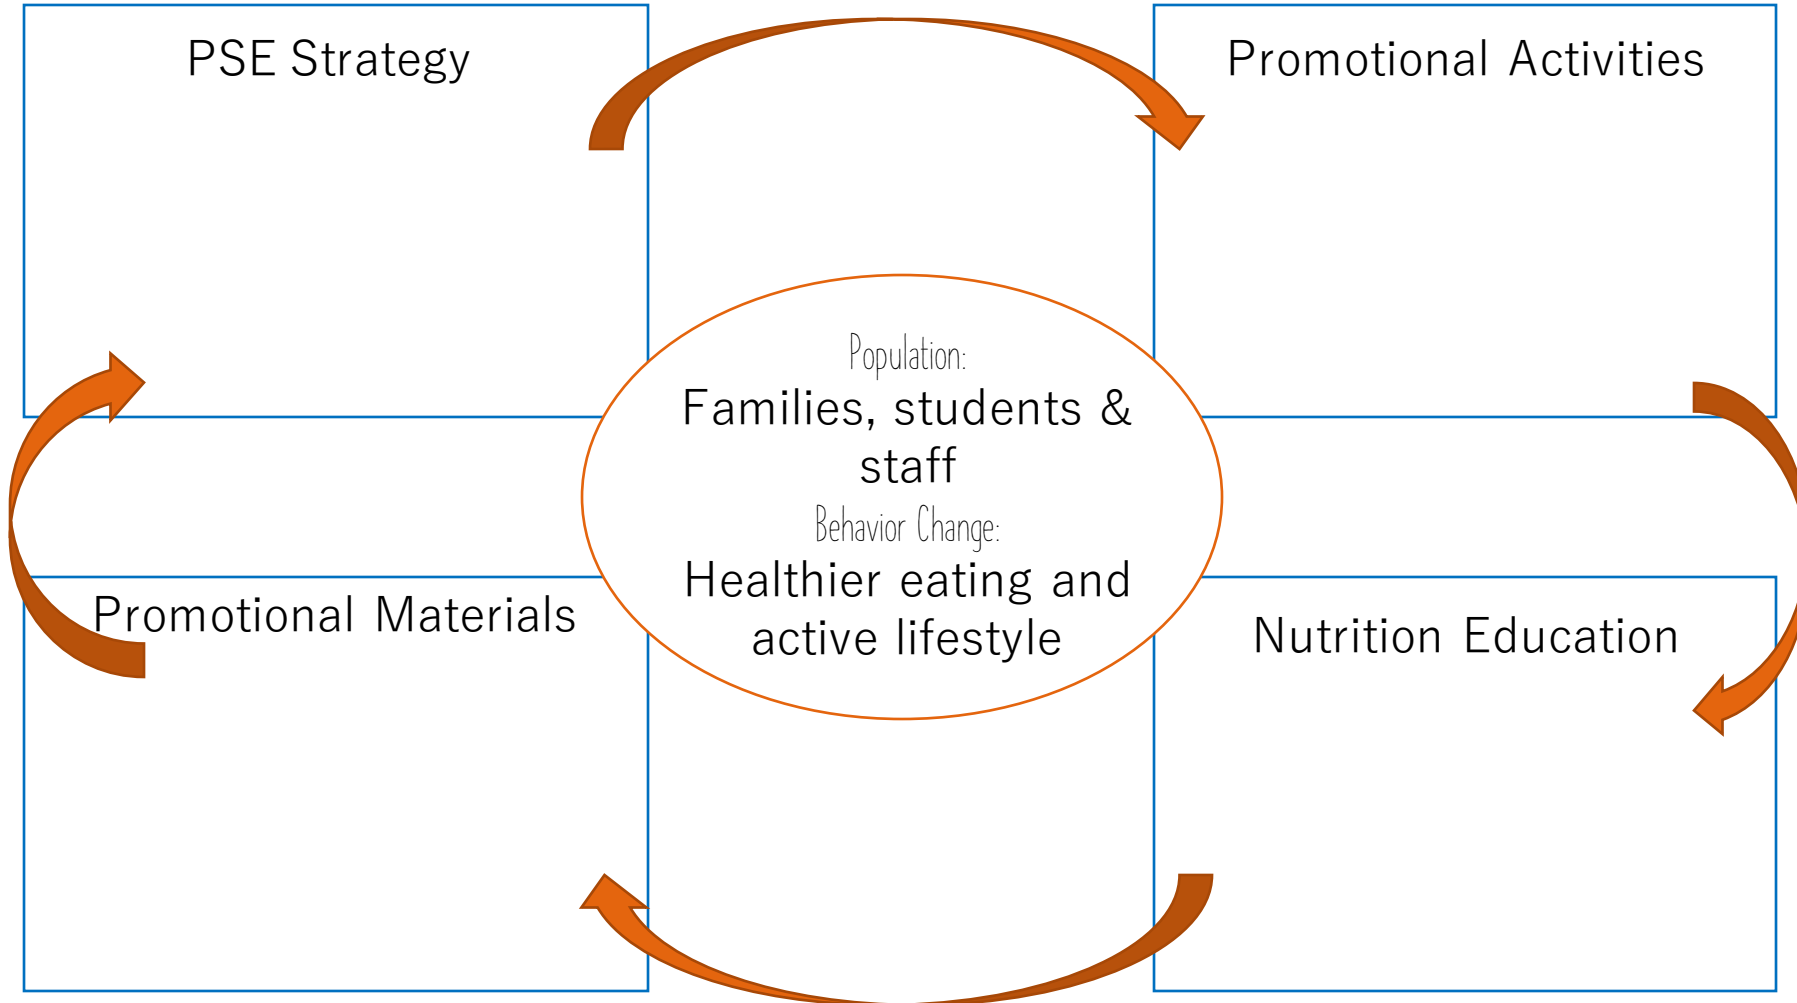 PSE Strategy
Promotional Activities
Population:
Families, students &
staff
Behavior Change:
Healthier eating and
active lifestyle
Promotional Materials
Nutrition Education